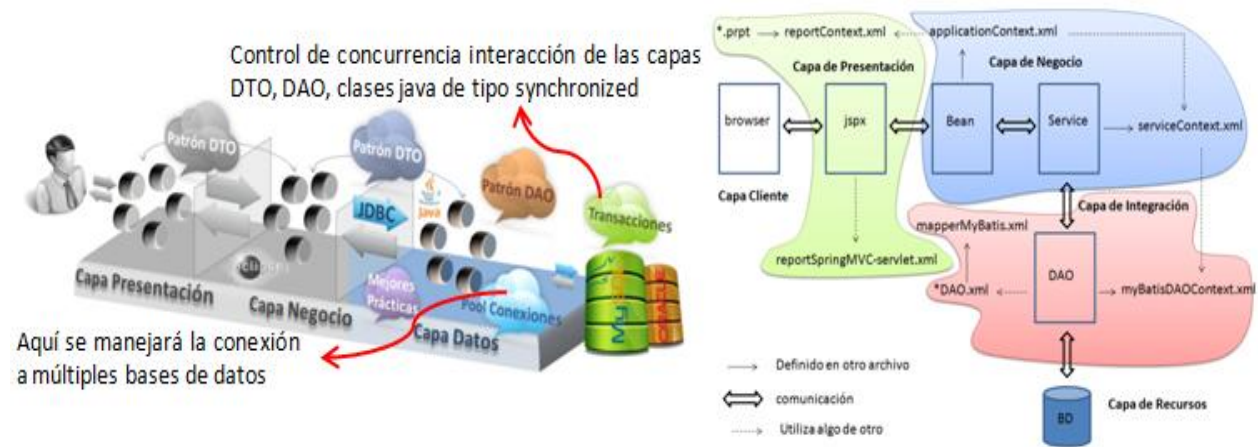 Control de concurrencia interacción de las capas
DTO, DAO, clases java de tipo synchronized
Patrón DTO
Patrón DTO
Patrón DAO
Transacciones
JDBC
Java
eclipse
Mejores
Prácticas
Pool Conexiones
Capa Presentación
Capa Negocio
Capa Datos
MySQL
ORACLE
Aquí se manejará la conexión
a múltiples bases de datos
*.prpt
reportContext.xml
applicationContext.xml
Capa de Presentación
Capa de Negocio
browser
jspx
Bean
Service
serviceContext.xml
Capa Cliente
Capa de Integración
mapperMyBatis.xml
reportSpringMVC-servlet.xml
DAO
*DAO.xml
myBatisDAOContext.xml
Definido en otro archivo
comunicación
Utiliza algo de otro
BD
Capa de Recursos